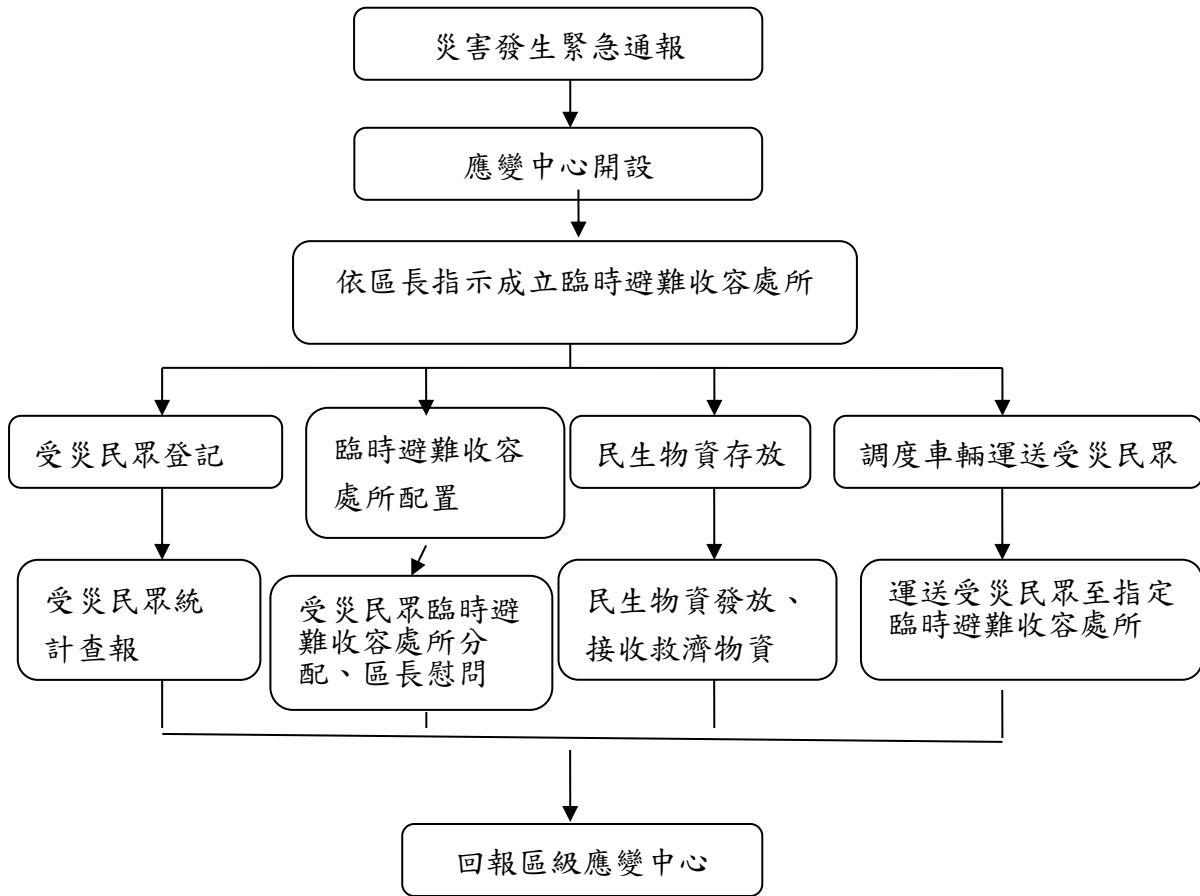 災害發生緊急通報
應變中心開設
依區長指示成立臨時避難收容處所
受災民眾登記
臨時避難收容
處所配置
民生物資存放
調度車輛運送受災民眾
受災民眾統
計查報
受災民眾臨時避
難收容處所分
配、區長慰問
民生物資發放、
接收救濟物資
運送受災民眾至指定
臨時避難收容處所
回報區級應變中心